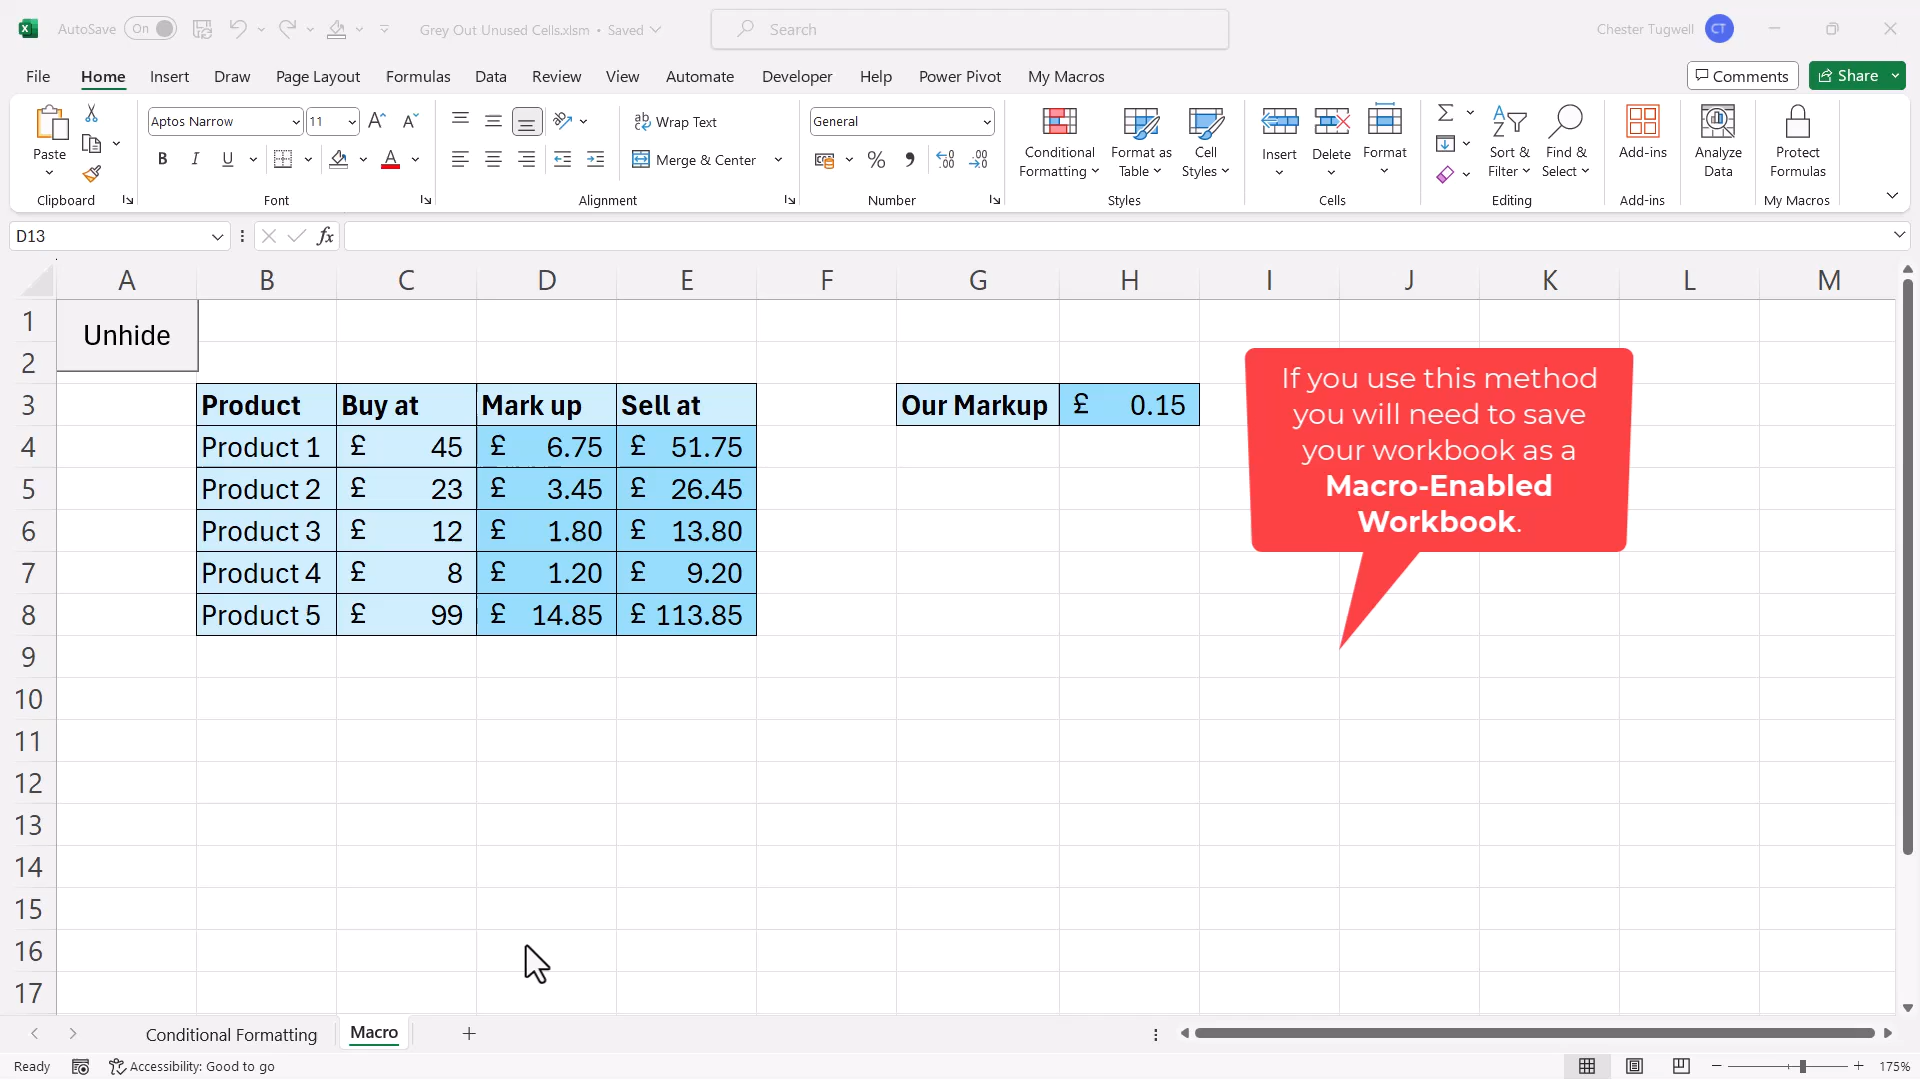 AutoSave On Grey Out Unused Cells.xlsm • Saved Search Chester Tugwell CT
File Home Insert Draw Page Layout Formulas Data Review View Automate Developer Help Power Pivot My Macros Comments Share
Paste
Clipboard
Aptos Narrow 11
B I U
Font
Wrap Text
Merge & Center
Alignment
General
Number
Conditional Formatting
Format as Table
Cell Styles
Styles
Insert Delete Format
Cells
Sort & Filter
Find & Select
Editing
Add-ins
Add-ins
Analyze Data
Protect Formulas
My Macros
D13 fx
A B C D E F G H I J K L M
1 Unhide
2
3 Product Buy at Mark up Sell at Our Markup £ 0.15
4 Product 1 £ 45 £ 6.75 £ 51.75
5 Product 2 £ 23 £ 3.45 £ 26.45
6 Product 3 £ 12 £ 1.80 £ 13.80
7 Product 4 £ 8 £ 1.20 £ 9.20
8 Product 5 £ 99 £ 14.85 £ 113.85
9
10
11
12
13
14
15
16
17
If you use this method
you will need to save
your workbook as a
Macro-Enabled
Workbook.
Conditional Formatting Macro
Ready Accessibility: Good to go 175%